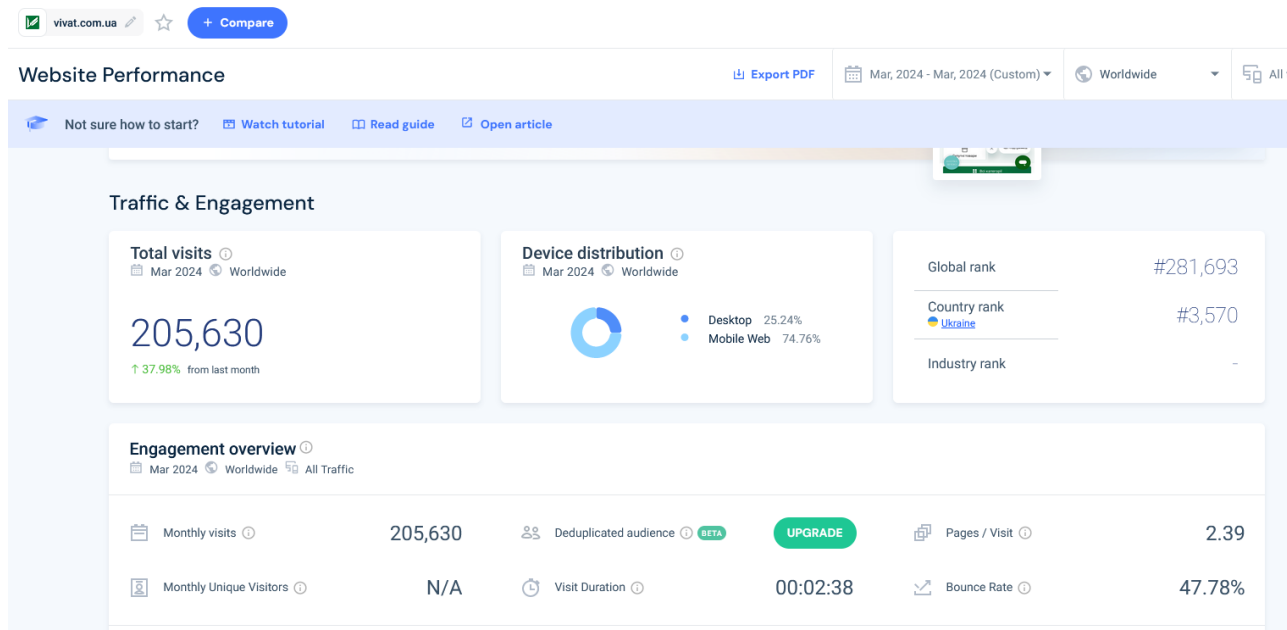 vivat.com.ua
+ Compare
Website Performance
Export PDF
Mar, 2024 - Mar, 2024 (Custom)
Worldwide
All
Not sure how to start?
Watch tutorial
Read guide
Open article
Traffic & Engagement
Total visits
Mar 2024 Worldwide
205,630
↑ 37.98% from last month
Device distribution
Mar 2024 Worldwide
Desktop 25.24%
Mobile Web 74.76%
Global rank #281,693
Country rank #3,570
Ukraine
Industry rank -
Engagement overview
Mar 2024 Worldwide All Traffic
Monthly visits 205,630
Deduplicated audience BETA UPGRADE
Pages / Visit 2.39
Monthly Unique Visitors N/A
Visit Duration 00:02:38
Bounce Rate 47.78%